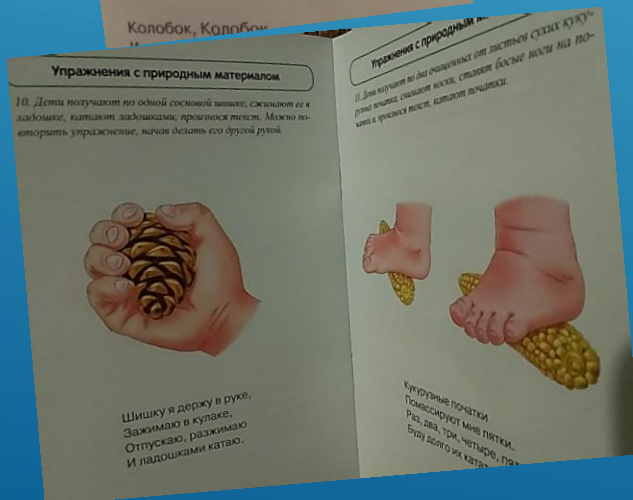 Колобок, Колобок
Упражнения с природным материалом
10. Дети получают по одной сосновой шишке, сжимают ее в
ладошке, катают ладошками, произнося текст. Можно по-
вторить упражнение, начав делать его другой рукой.
Шишку я держу в руке,
Зажимаю в кулаке,
Отпускаю, разжимаю
И ладошками катаю.
Упражнения с природным
11. Дети получают по два очищенных от листьев сухих куку-
рузных початка, снимают носки, ставят босые ноги на по-
чатки и, произнося текст, катают початки.
Кукурузные початки
Помассируют мне пятки.
Раз, два, три, четыре,
Буду долго их